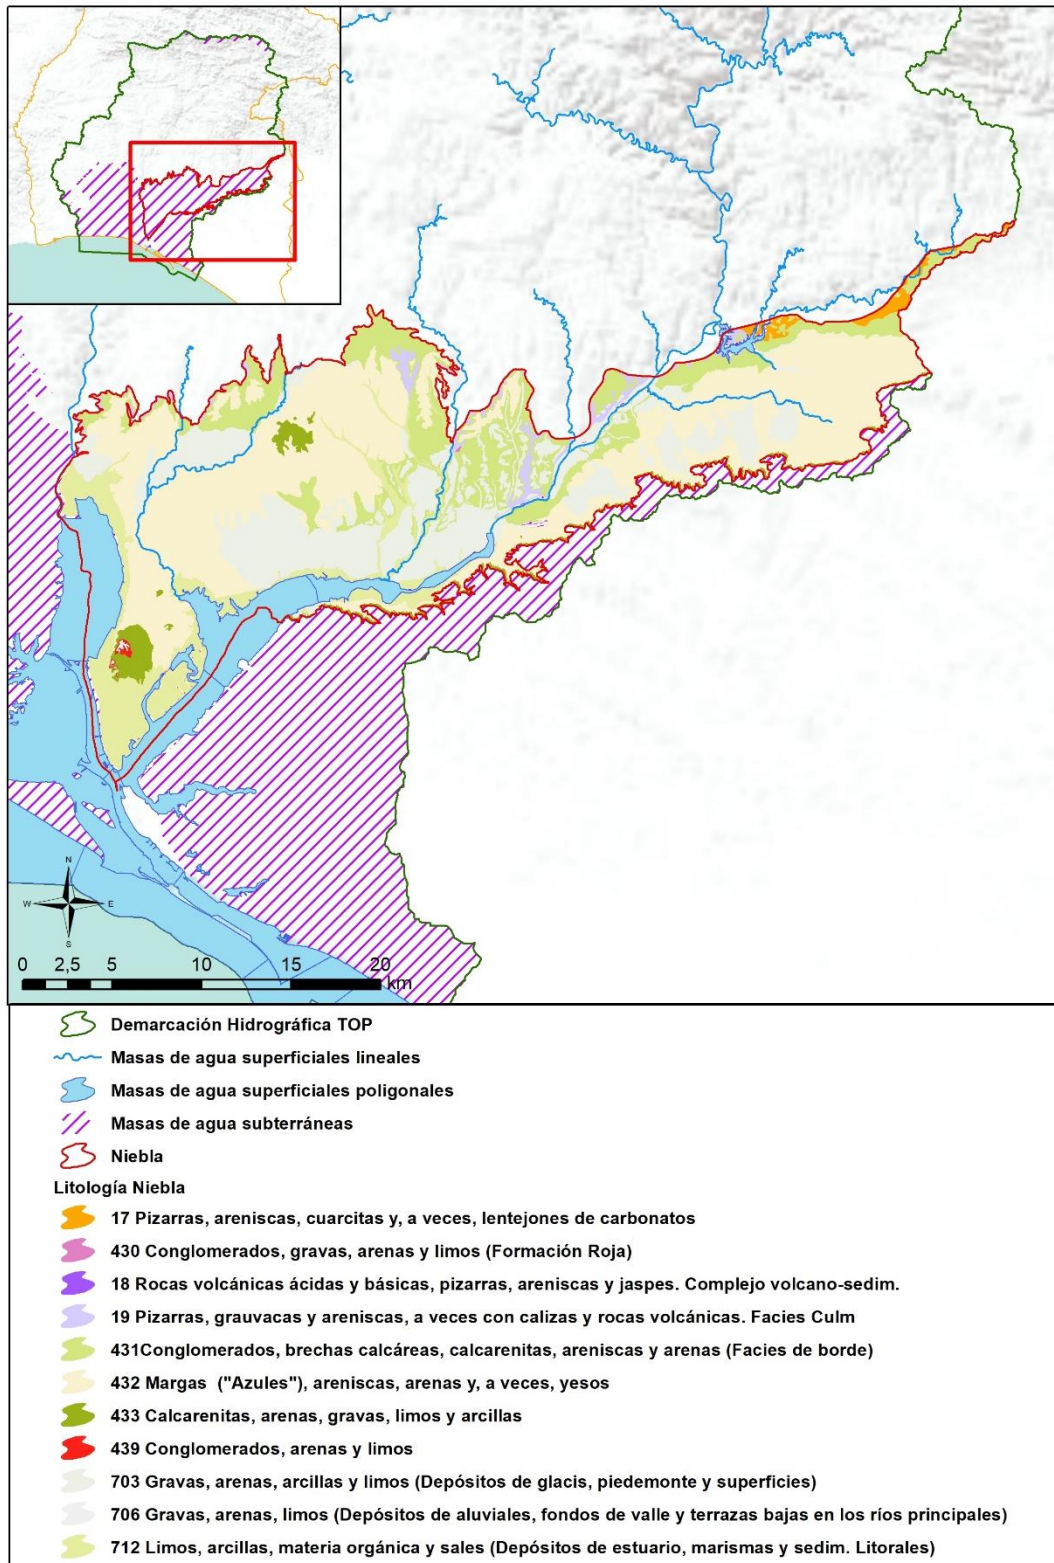 N
W E
S
0 2,5 5 10 15 20
km
Demarcación Hidrográfica TOP
Masas de agua superficiales lineales
Masas de agua superficiales poligonales
Masas de agua subterráneas
Niebla
Litología Niebla
17 Pizarras, areniscas, cuarcitas y, a veces, lentejones de carbonatos
430 Conglomerados, gravas, arenas y limos (Formación Roja)
18 Rocas volcánicas ácidas y básicas, pizarras, areniscas y jaspes. Complejo volcano-sedim.
19 Pizarras, grauvacas y areniscas, a veces con calizas y rocas volcánicas. Facies Culm
431Conglomerados, brechas calcáreas, calcarenitas, areniscas y arenas (Facies de borde)
432 Margas ("Azules"), areniscas, arenas y, a veces, yesos
433 Calcarenitas, arenas, gravas, limos y arcillas
439 Conglomerados, arenas y limos
703 Gravas, arenas, arcillas y limos (Depósitos de glacis, piedemonte y superficies)
706 Gravas, arenas, limos (Depósitos de aluviales, fondos de valle y terrazas bajas en los ríos principales)
712 Limos, arcillas, materia orgánica y sales (Depósitos de estuario, marismas y sedim. Litorales)